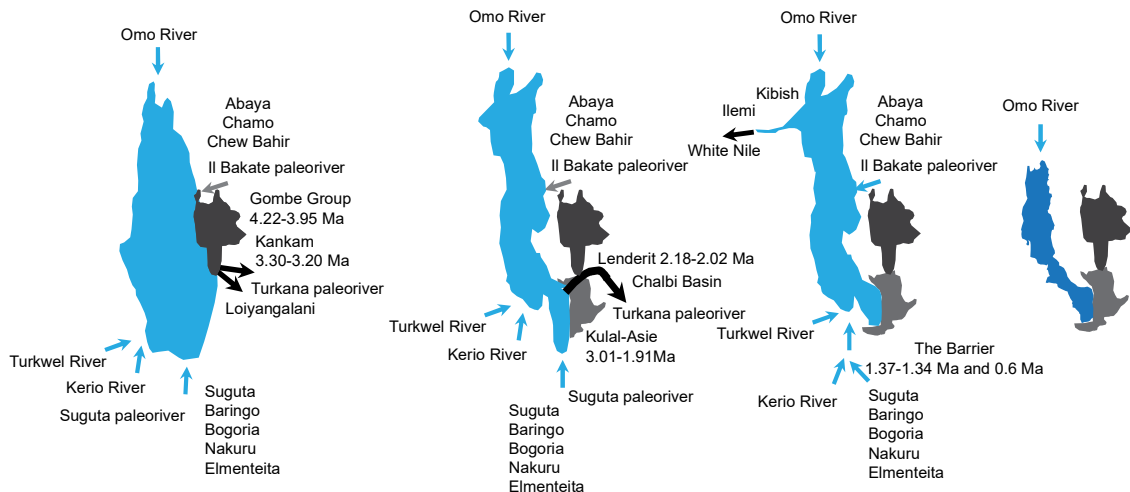 Omo River
Abaya
Chamo
Chew Bahir
Il Bakate paleoriver
Gombe Group
4.22-3.95 Ma
Kankam
3.30-3.20 Ma
Turkana paleoriver
Loiyangalani
Turkwel River
Kerio River
Suguta paleoriver
Suguta
Baringo
Bogoria
Nakuru
Elmenteita
Omo River
Abaya
Chamo
Chew Bahir
Il Bakate paleoriver
Lenderit 2.18-2.02 Ma
Chalbi Basin
Turkana paleoriver
Kulal-Asie
3.01-1.91Ma
Turkwel River
Kerio River
Suguta paleoriver
Suguta
Baringo
Bogoria
Nakuru
Elmenteita
Omo River
Kibish
Ilemi
White Nile
Abaya
Chamo
Chew Bahir
Il Bakate paleoriver
Turkwel River
The Barrier
1.37-1.34 Ma and 0.6 Ma
Kerio River
Suguta
Baringo
Bogoria
Nakuru
Elmenteita
Omo River